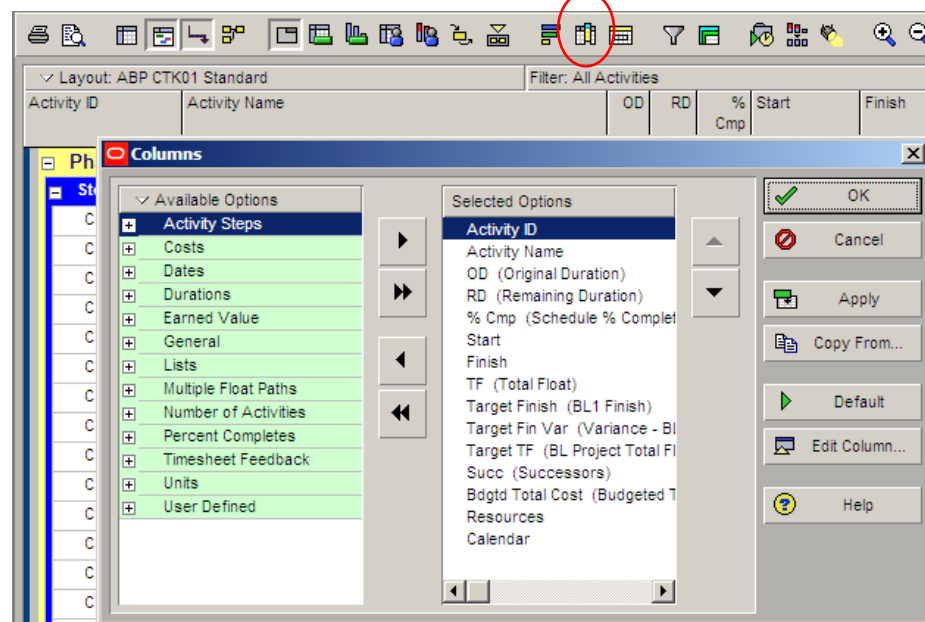 Layout: ABP CTK01 Standard
Filter: All Activities
Activity ID
Activity Name
OD
RD
% Cmp
Start
Finish
Ph
Columns
St
C
C
C
C
C
C
C
C
C
C
C
C
C
C
Available Options
Activity Steps
Costs
Dates
Durations
Earned Value
General
Lists
Multiple Float Paths
Number of Activities
Percent Completes
Timesheet Feedback
Units
User Defined
Selected Options
Activity ID
Activity Name
OD (Original Duration)
RD (Remaining Duration)
% Cmp (Schedule % Complet
Start
Finish
TF (Total Float)
Target Finish (BL1 Finish)
Target Fin Var (Variance - Bl
Target TF (BL Project Total Fl
Succ (Successors)
Bdgtd Total Cost (Budgeted T
Resources
Calendar
OK
Cancel
Apply
Copy From...
Default
Edit Column...
Help